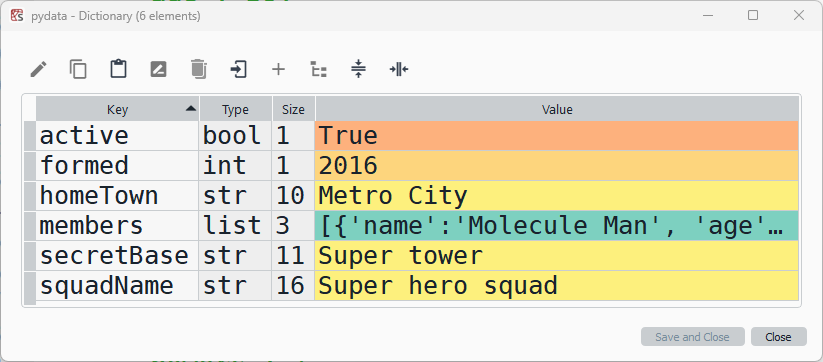 pydata - Dictionary (6 elements)
Key Type Size Value
active bool 1 True
formed int 1 2016
homeTown str 10 Metro City
members list 3 [{'name':'Molecule Man', 'age'…
secretBase str 11 Super tower
squadName str 16 Super hero squad
Save and Close Close